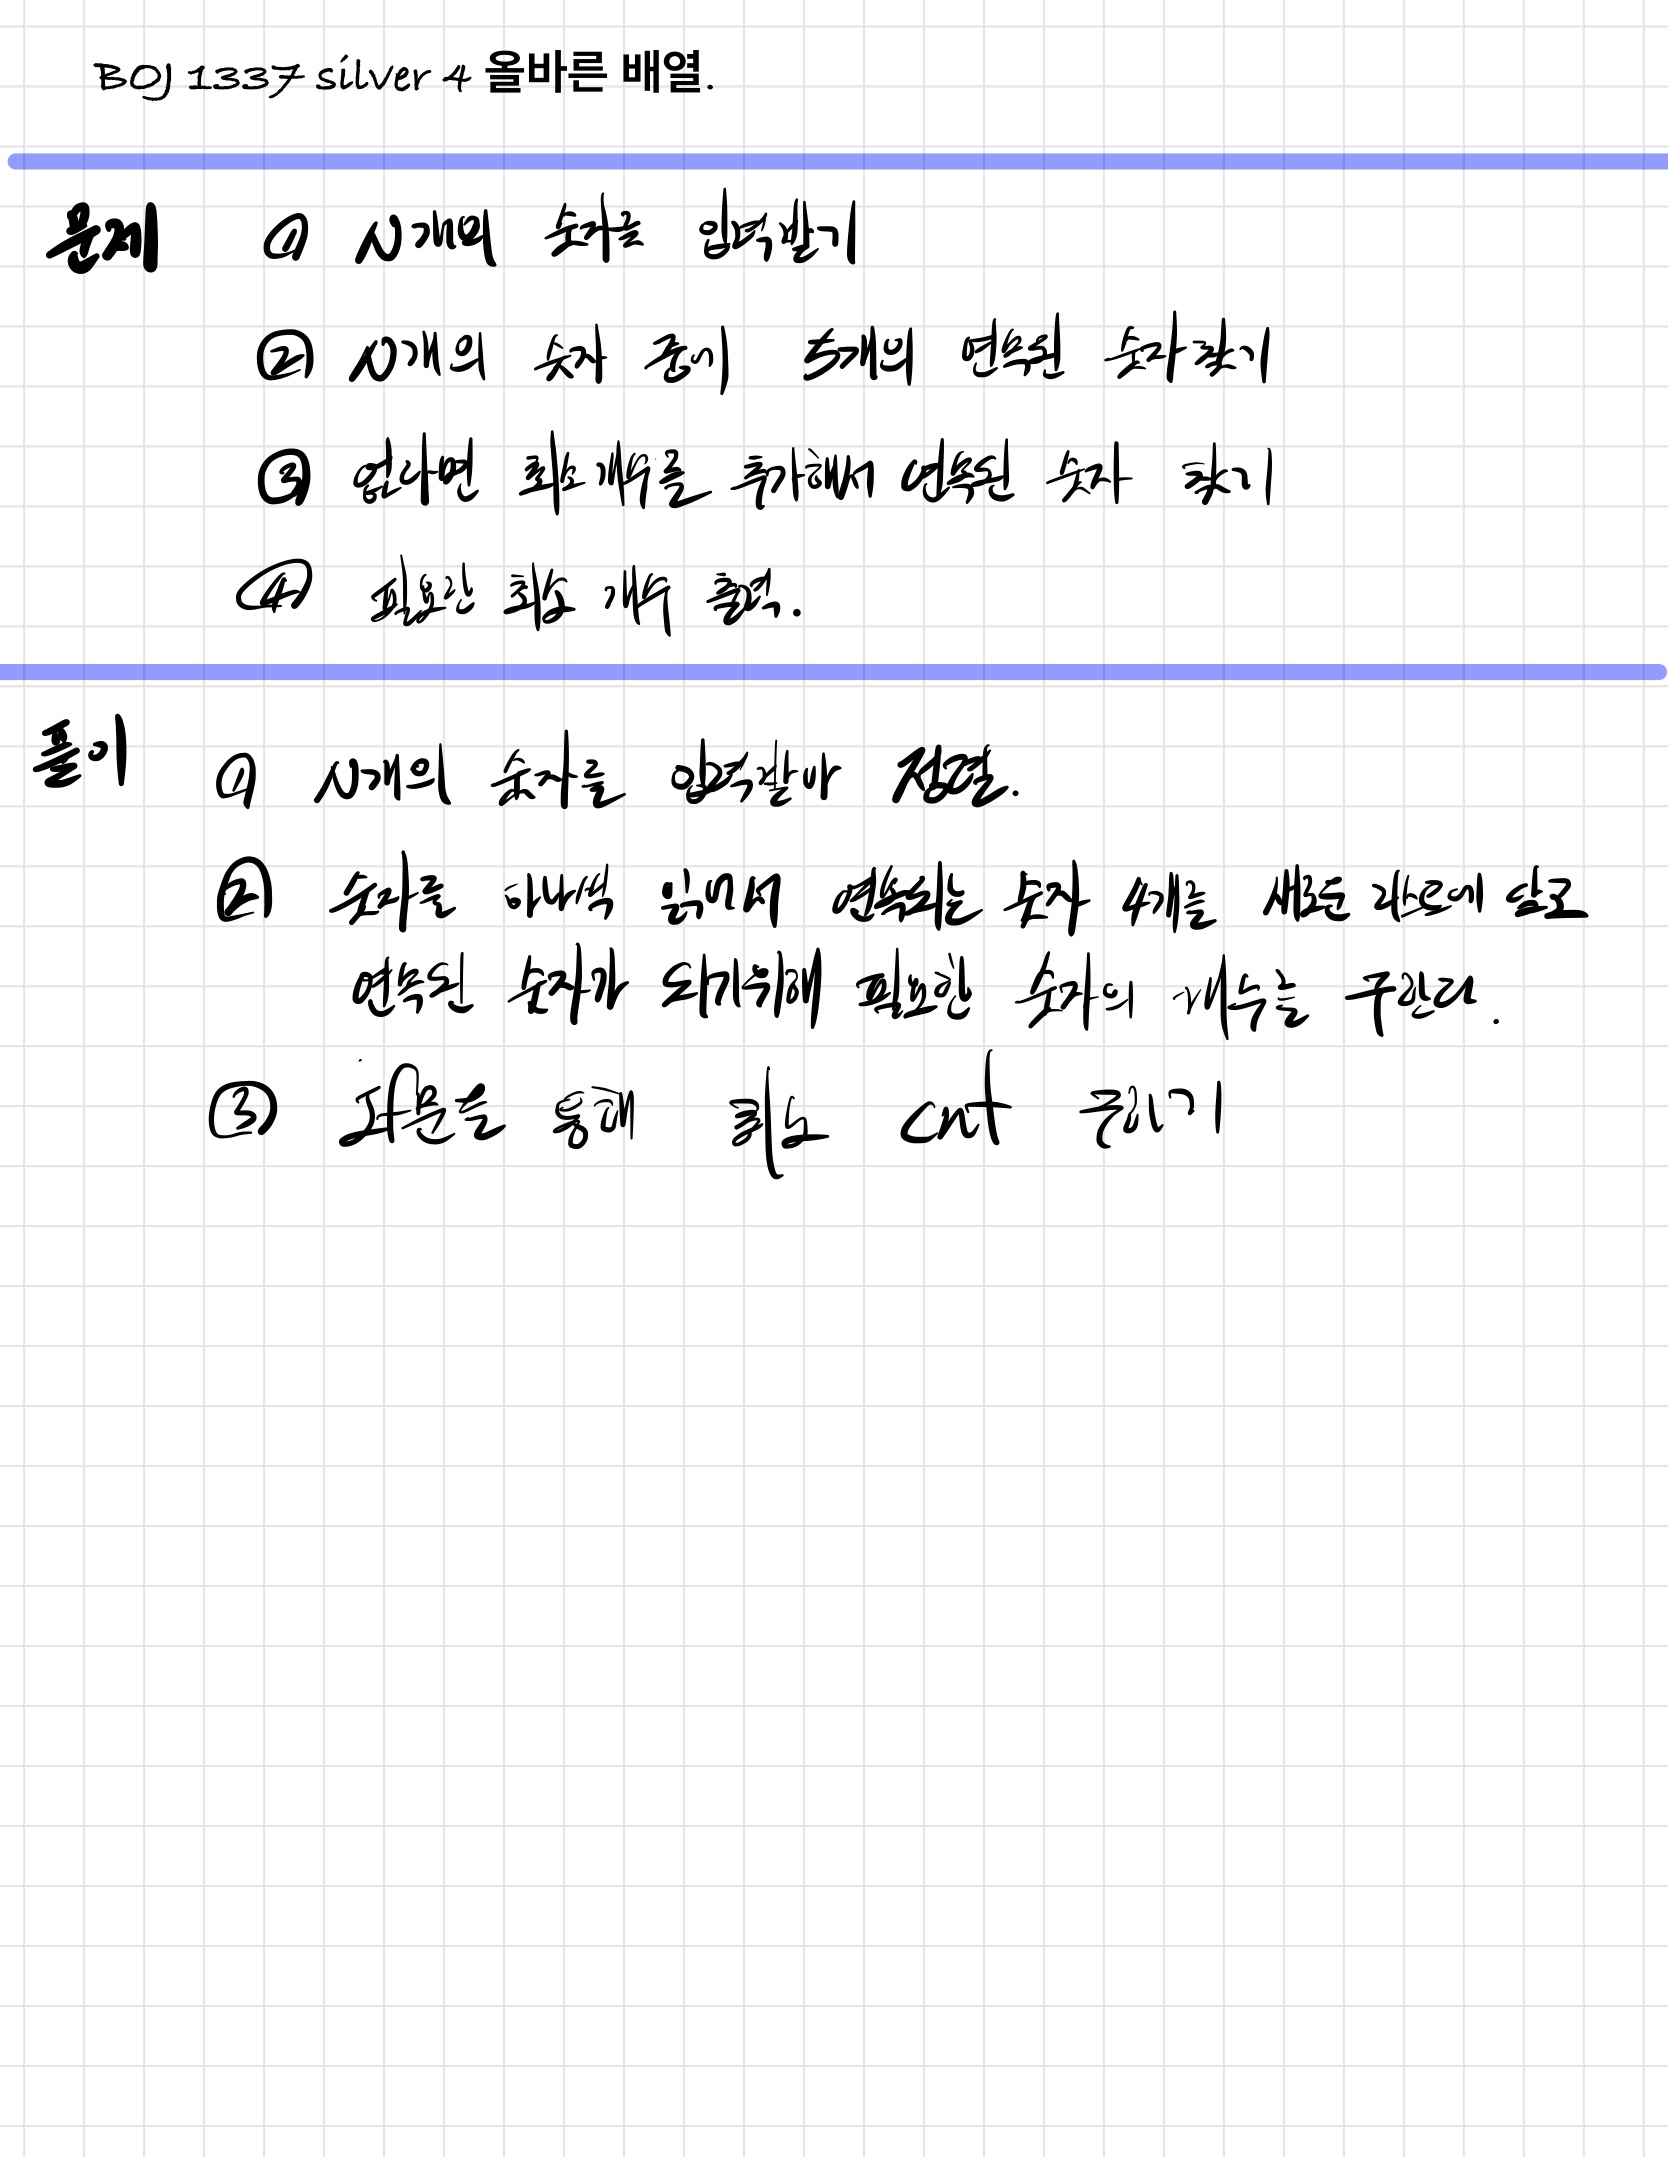 BOJ 1337 silver 4 올바른 배열.
문제 ① N개의 숫자를 입력받기
② N개의 숫자 중에 5개의 연속된 숫자 찾기
③ 없다면 최소개수를 추가해서 연속된 숫자 찾기
④ 필요한 최소 개수 출력.
풀이 ① N개의 숫자를 입력받아 정렬.
② 숫자를 하나씩 읽으면서 연속되는 숫자 4개를 새로운 리스트에 담고
연속된 숫자가 되기위해 필요한 숫자의 개수를 구한다.
③ If문을 통해 최소 cnt 구하기